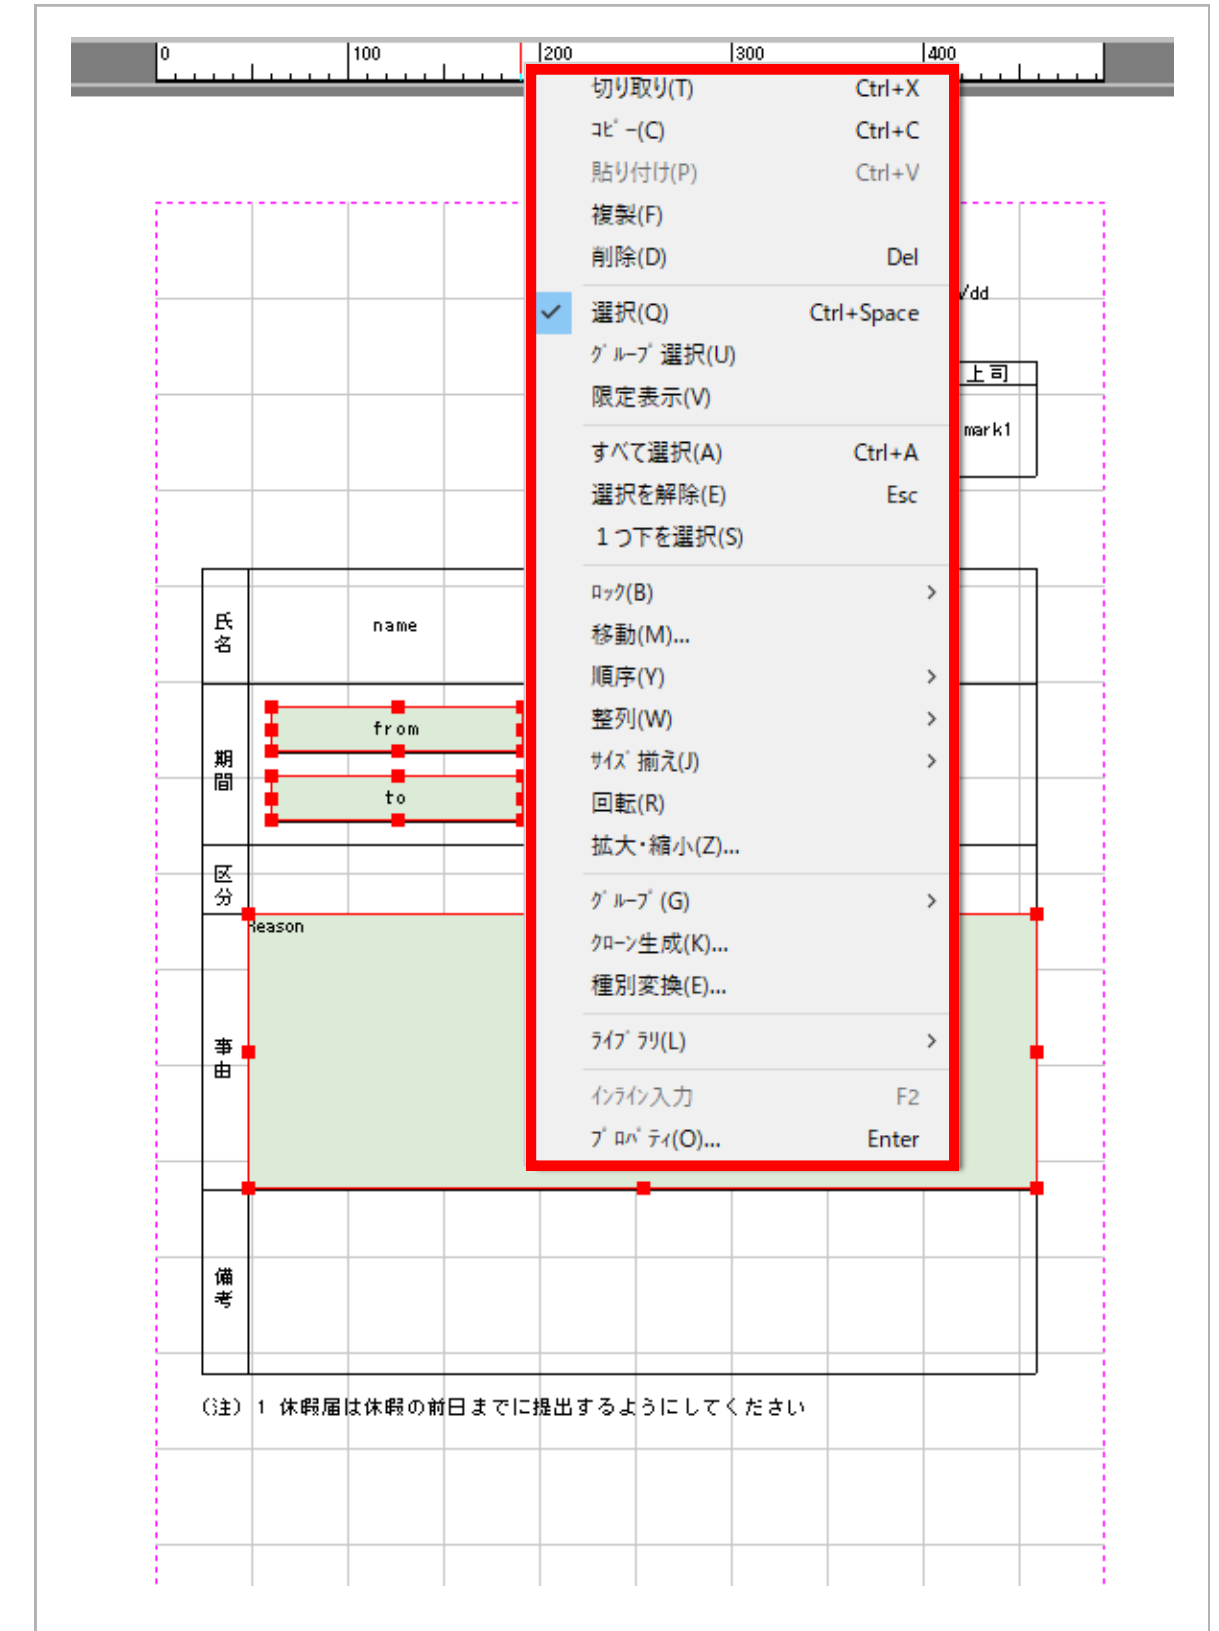 0 100 200 300 400
切り取り(T) Ctrl+X
ｺﾋﾟｰ(C) Ctrl+C
貼り付け(P) Ctrl+V
複製(F)
削除(D) Del
/dd
選択(Q) Ctrl+Space
ｸﾞﾙｰﾌﾟ選択(U)
上司
限定表示(V)
mark1
すべて選択(A) Ctrl+A
選択を解除(E) Esc
１つ下を選択(S)
ﾛｯｸ(B)
氏名
name
移動(M)...
順序(Y)
整列(W)
from
期間
ｻｲｽﾞ揃え(J)
to
回転(R)
拡大・縮小(Z)...
区分
ｸﾞﾙｰﾌﾟ(G)
Reason
ｸﾛｰﾝ生成(K)...
種別変換(E)...
事由
ﾗｲﾌﾞﾗﾘ(L)
ｲﾝﾗｲﾝ入力 F2
ﾌﾟﾛﾊﾟﾃｨ(O)... Enter
備考
(注) 1 休暇届は休暇の前日までに提出するようにしてください